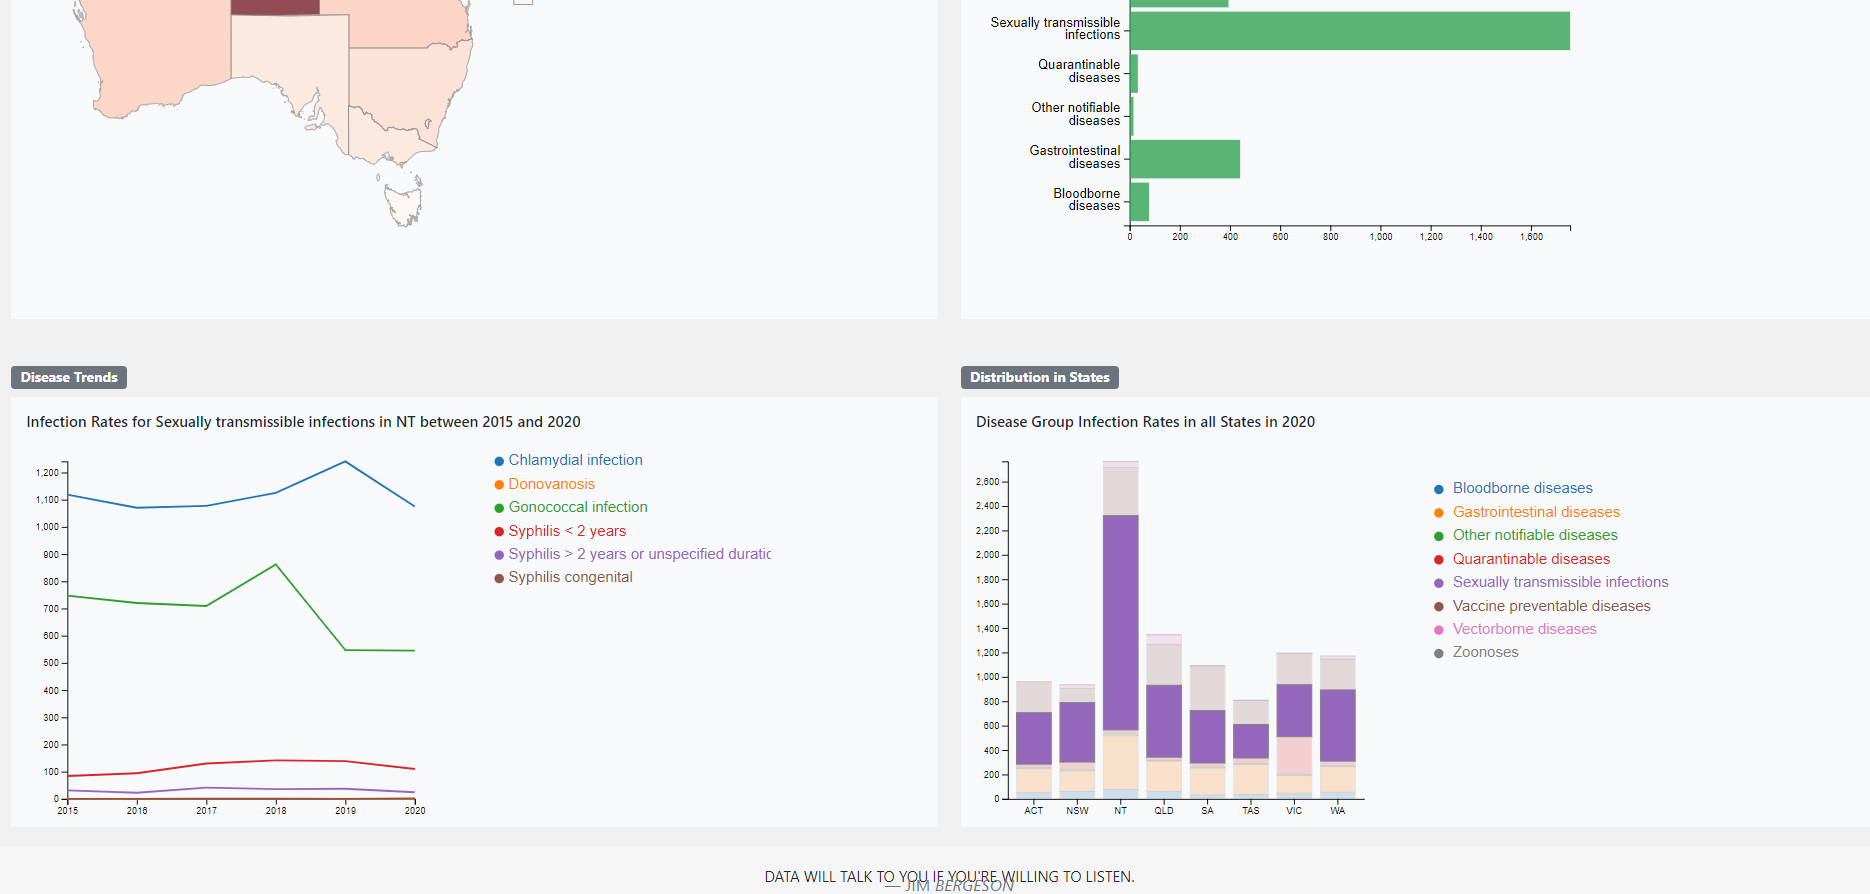 Sexually transmissible
infections
Quarantinable
diseases
Other notifiable
diseases
Gastrointestinal
diseases
Bloodborne
diseases
0 200 400 600 800 1,000 1,200 1,400 1,600
Disease Trends
Infection Rates for Sexually transmissible infections in NT between 2015 and 2020
1,200
1,100
1,000
900
800
700
600
500
400
300
200
100
0
2015 2016 2017 2018 2019 2020
Chlamydial infection
Donovanosis
Gonococcal infection
Syphilis < 2 years
Syphilis > 2 years or unspecified duratic
Syphilis congenital
Distribution in States
Disease Group Infection Rates in all States in 2020
2,600
2,400
2,200
2,000
1,800
1,600
1,400
1,200
1,000
800
600
400
200
0
ACT NSW NT QLD SA TAS VIC WA
Bloodborne diseases
Gastrointestinal diseases
Other notifiable diseases
Quarantinable diseases
Sexually transmissible infections
Vaccine preventable diseases
Vectorborne diseases
Zoonoses
DATA WILL TALK TO YOU IF YOU'RE WILLING TO LISTEN.
— JIM BERGESON